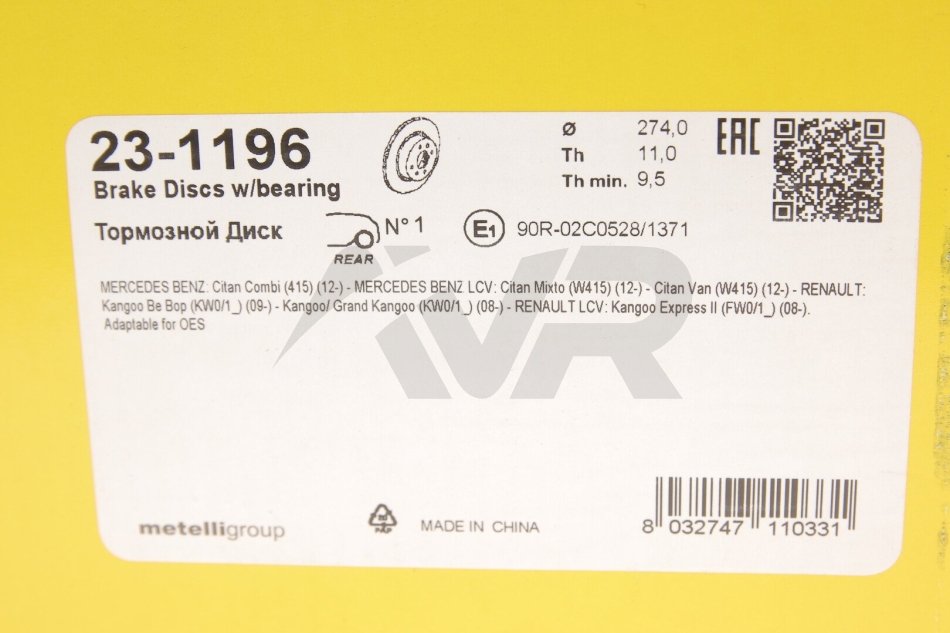 23-1196
Brake Discs w/bearing
Тормозной Диск
REAR
N° 1
Ø 274,0
Th 11,0
Th min. 9,5
EAC
E1 90R-02C0528/1371
MERCEDES BENZ: Citan Combi (415) (12-) - MERCEDES BENZ LCV: Citan Mixto (W415) (12-) - Citan Van (W415) (12-) - RENAULT:
Kangoo Be Bop (KW0/1_) (09-) - Kangoo/ Grand Kangoo (KW0/1_) (08-) - RENAULT LCV: Kangoo Express II (FW0/1_) (08-).
Adaptable for OES
IVR
metelligroup
PAP
MADE IN CHINA
8 032747 110331